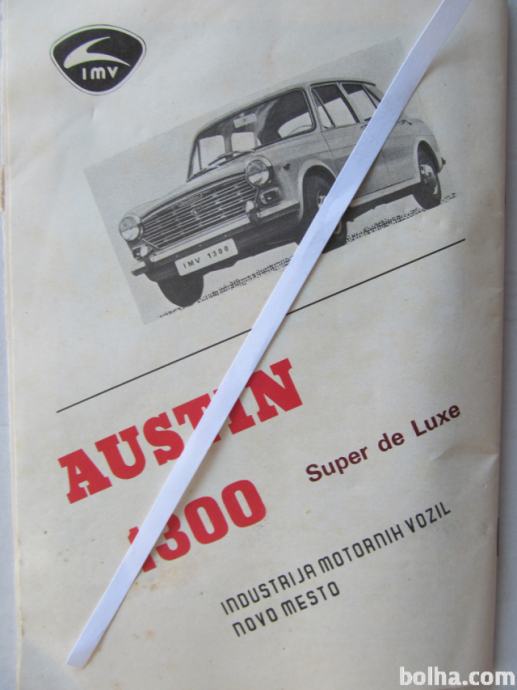 IMV
IMV 1300
AUSTIN
1300
Super de Luxe
INDUSTRIJA MOTORNIH VOZIL
NOVO MESTO
bolha.com